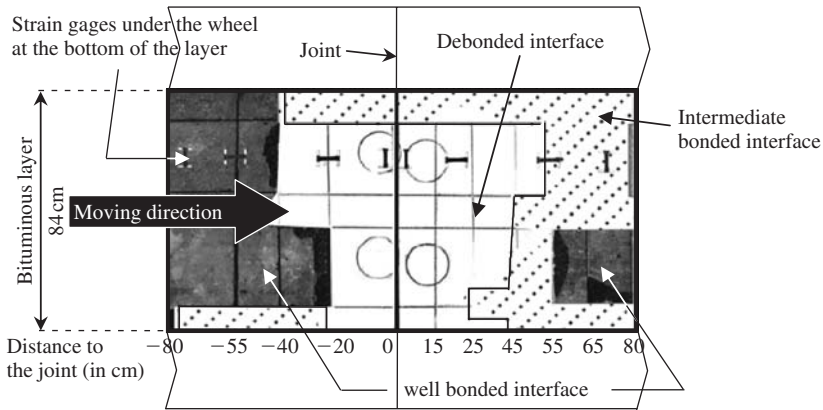 Strain gages under the wheel
at the bottom of the layer
Joint
Debonded interface
Intermediate
bonded interface
Bituminous layer
84 cm
Moving direction
Distance to
the joint (in cm)
−80 −55 −40 −20 0 15 25 45 55 65 80
well bonded interface